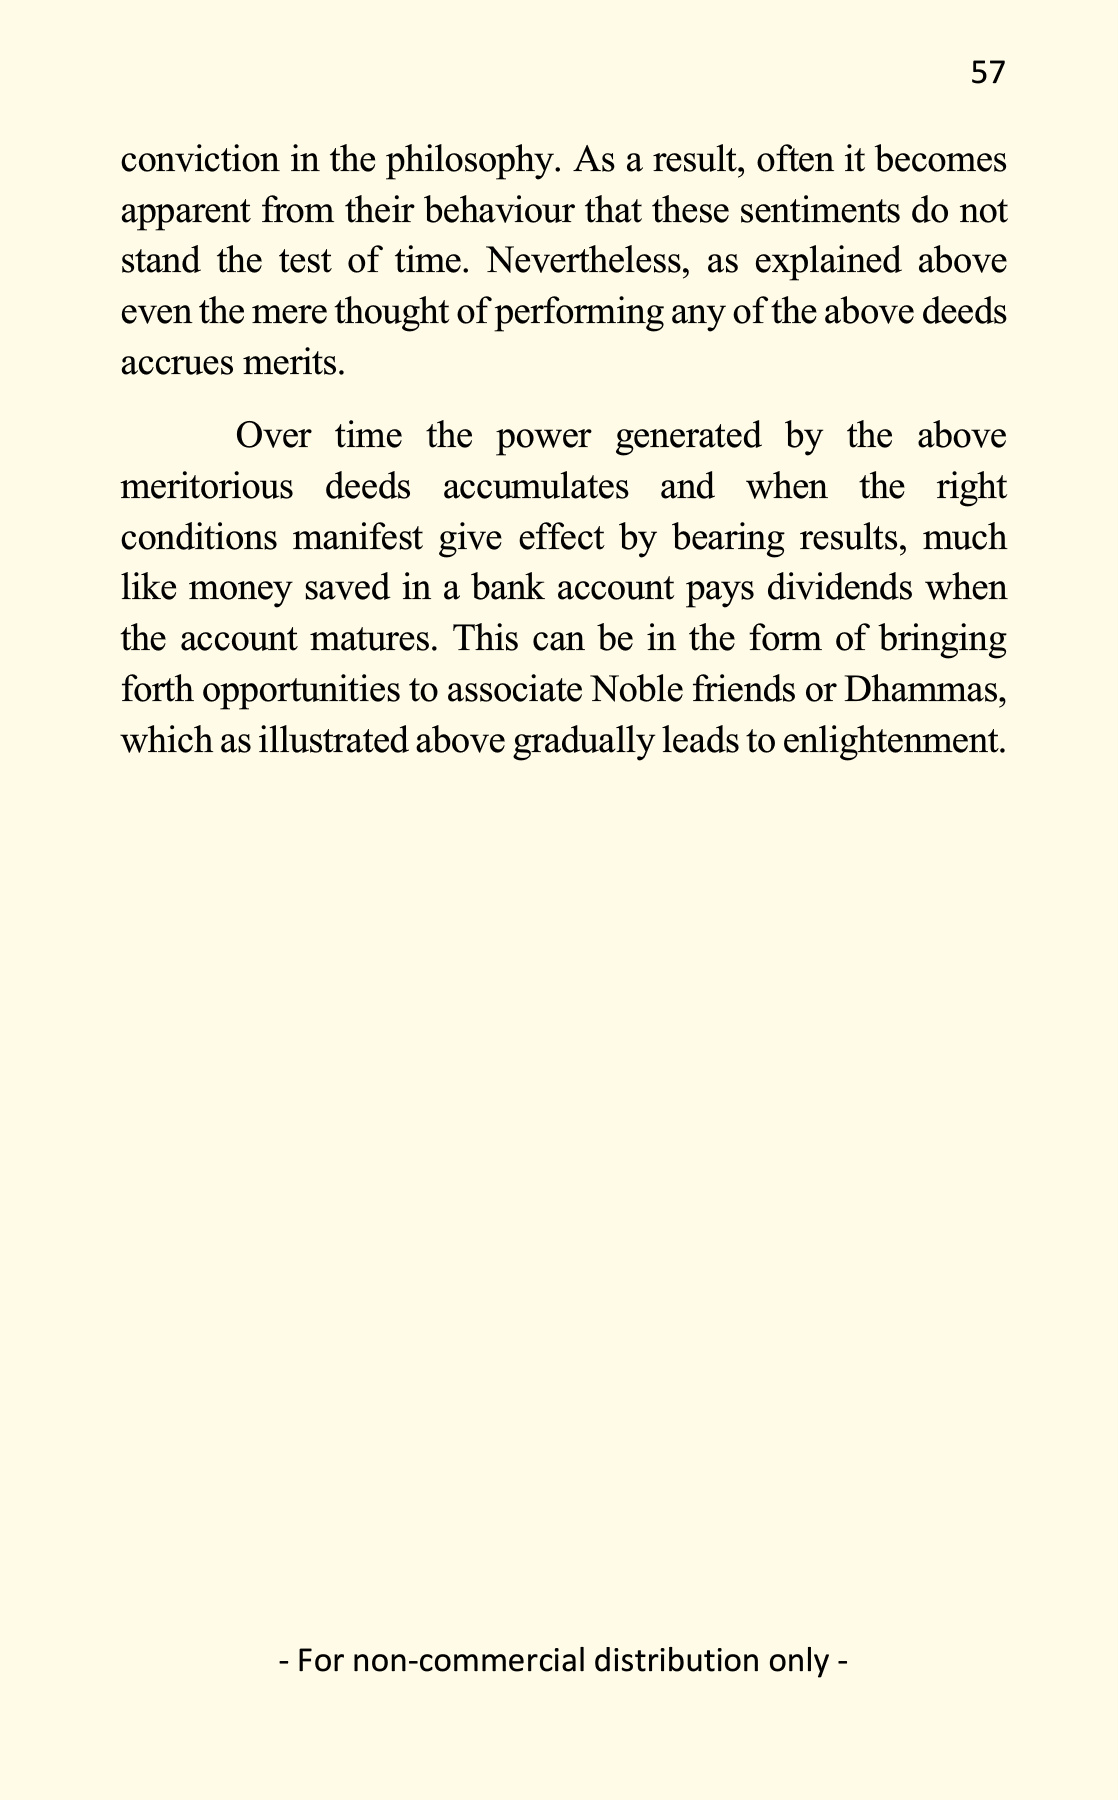 57
conviction in the philosophy. As a result, often it becomes
apparent from their behaviour that these sentiments do not
stand the test of time. Nevertheless, as explained above
even the mere thought of performing any of the above deeds
accrues merits.
Over time the power generated by the above
meritorious deeds accumulates and when the right
conditions manifest give effect by bearing results, much
like money saved in a bank account pays dividends when
the account matures. This can be in the form of bringing
forth opportunities to associate Noble friends or Dhammas,
which as illustrated above gradually leads to enlightenment.
- For non-commercial distribution only -